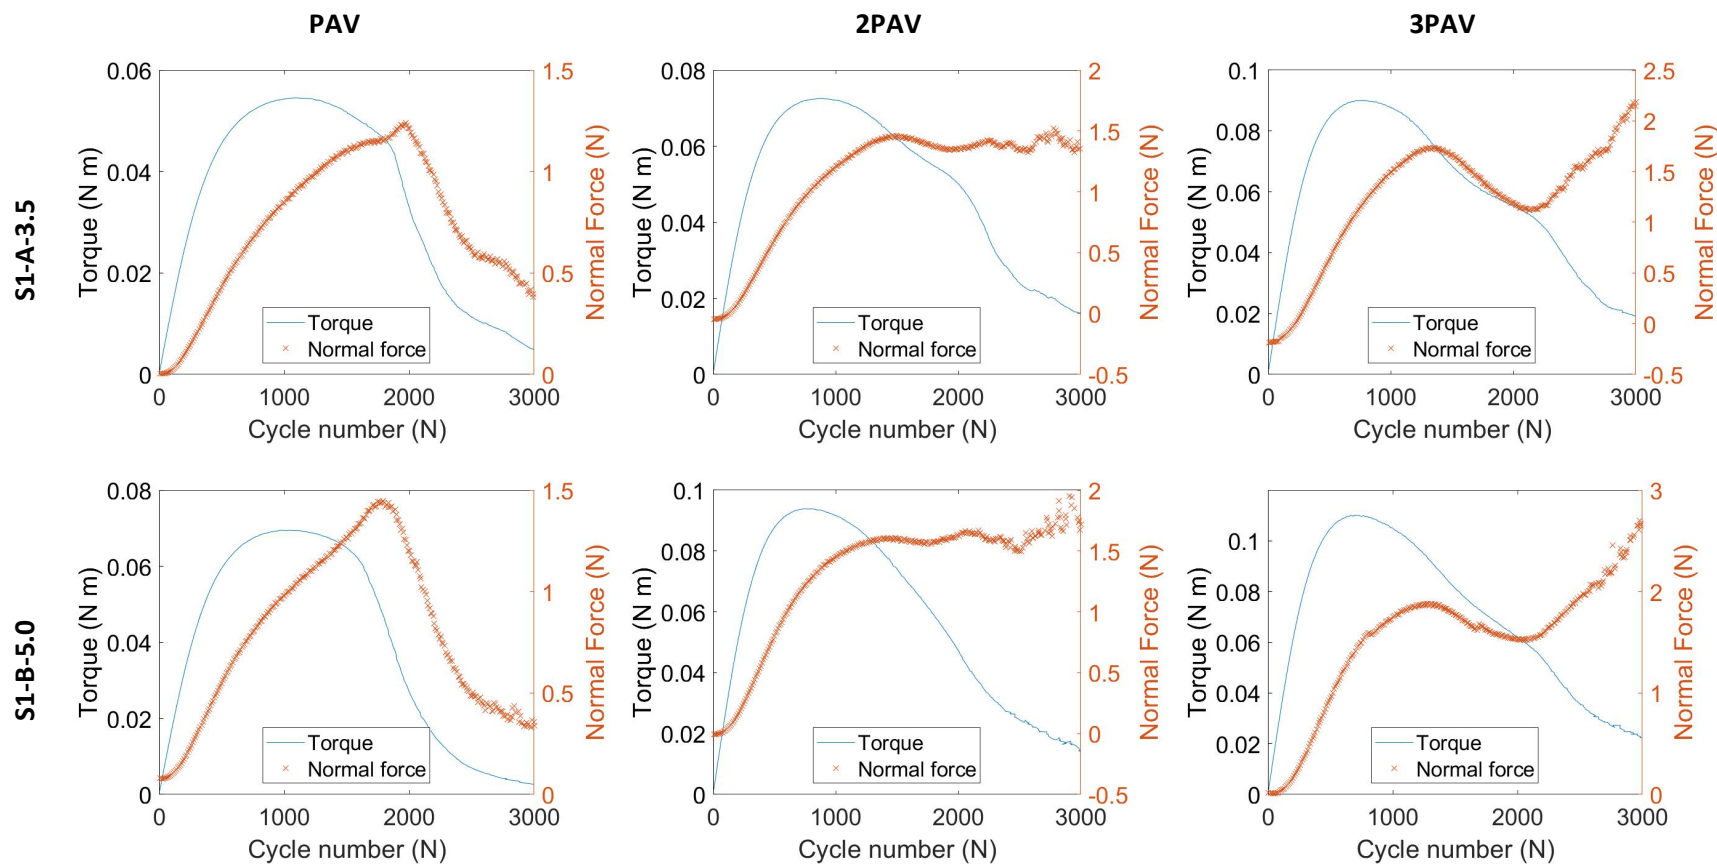 PAV
2PAV
3PAV
S1-A-3.5
0.06
0.04
0.02
0
Torque (N m)
1.5
1
0.5
0
Normal Force (N)
Torque
Normal force
0 1000 2000 3000
Cycle number (N)
0.08
0.06
0.04
0.02
0
Torque (N m)
2
1.5
1
0.5
0
-0.5
Normal Force (N)
Torque
Normal force
0 1000 2000 3000
Cycle number (N)
0.1
0.08
0.06
0.04
0.02
0
Torque (N m)
2.5
2
1.5
1
0.5
0
-0.5
Normal Force (N)
Torque
Normal force
0 1000 2000 3000
Cycle number (N)
S1-B-5.0
0.08
0.06
0.04
0.02
0
Torque (N m)
1.5
1
0.5
0
Normal Force (N)
Torque
Normal force
0 1000 2000 3000
Cycle number (N)
0.1
0.08
0.06
0.04
0.02
0
Torque (N m)
2
1.5
1
0.5
0
-0.5
Normal Force (N)
Torque
Normal force
0 1000 2000 3000
Cycle number (N)
0.1
0.08
0.06
0.04
0.02
0
Torque (N m)
3
2
1
0
Normal Force (N)
Torque
Normal force
0 1000 2000 3000
Cycle number (N)